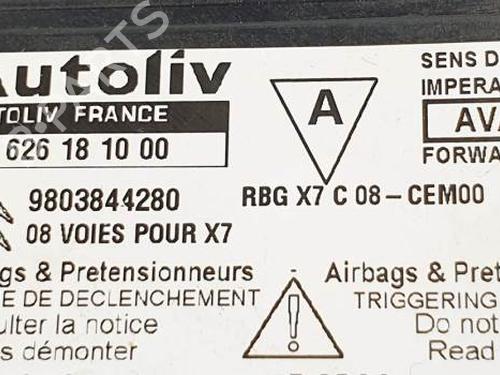 Autoliv
TOLIV FRANCE
626 18 10 00
9803844280
08 VOIES POUR X7
A
SENS D
IMPERA
AVA
FORWA
RBG X7 C 08-CEM00
gs & Pretensionneurs
E DE DECLENCHEMENT
ulter la notice
s démonter
Airbags & Pret
TRIGGERING
Do not
Read